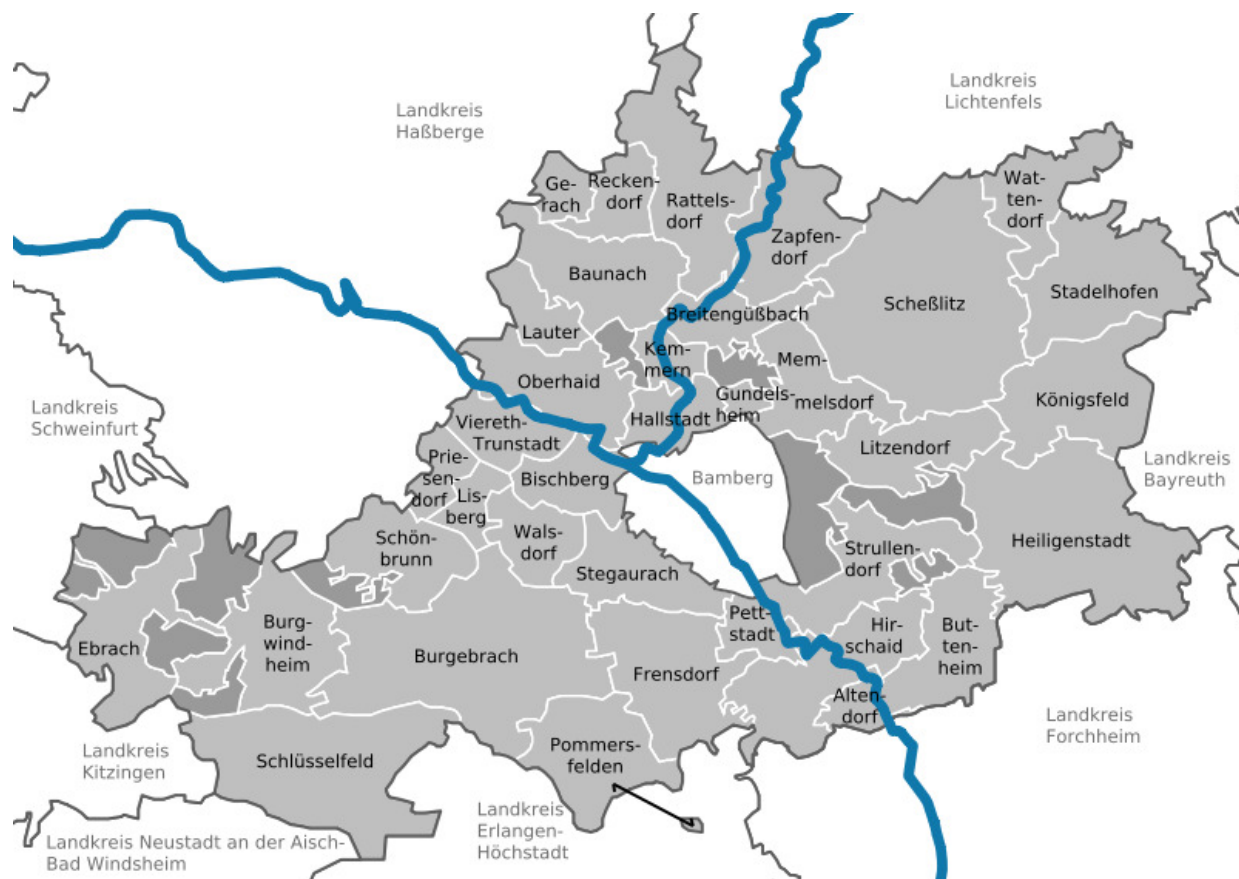 Landkreis
Lichtenfels
Landkreis
Haßberge
Wat-
ten-
dorf
Ge-
rach
Recken-
dorf
Rattels-
dorf
Zapfen-
dorf
Baunach
Scheßlitz
Stadelhofen
Breitengüßbach
Lauter
Kem-
mern
Mem-
melsdorf
Oberhaid
Gundels-
heim
Königsfeld
Landkreis
Schweinfurt
Hallstadt
Viereth-
Trunstadt
Litzendorf
Prie-
sen-
dorf
Bischberg
Bamberg
Landkreis
Bayreuth
Lis-
berg
Schön-
brunn
Wals-
dorf
Strullen-
dorf
Heiligenstadt
Stegaurach
Pett-
stadt
Burg-
wind-
heim
Hir-
schaid
But-
ten-
heim
Ebrach
Burgebrach
Frensdorf
Alten-
dorf
Landkreis
Forchheim
Landkreis
Kitzingen
Schlüsselfeld
Pommers-
felden
Landkreis
Erlangen-
Höchstadt
Landkreis Neustadt an der Aisch-
Bad Windsheim